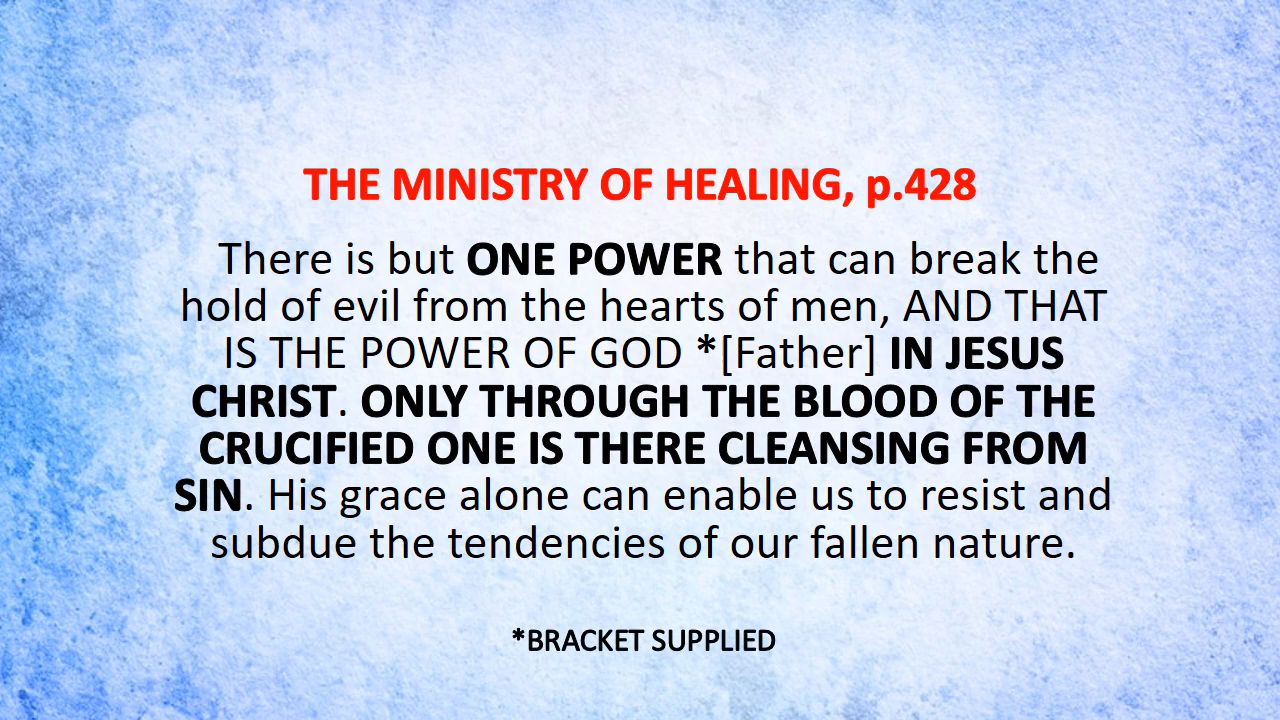 THE MINISTRY OF HEALING, p.428
There is but ONE POWER that can break the
hold of evil from the hearts of men, AND THAT
IS THE POWER OF GOD *[Father] IN JESUS
CHRIST. ONLY THROUGH THE BLOOD OF THE
CRUCIFIED ONE IS THERE CLEANSING FROM
SIN. His grace alone can enable us to resist and
subdue the tendencies of our fallen nature.
*BRACKET SUPPLIED